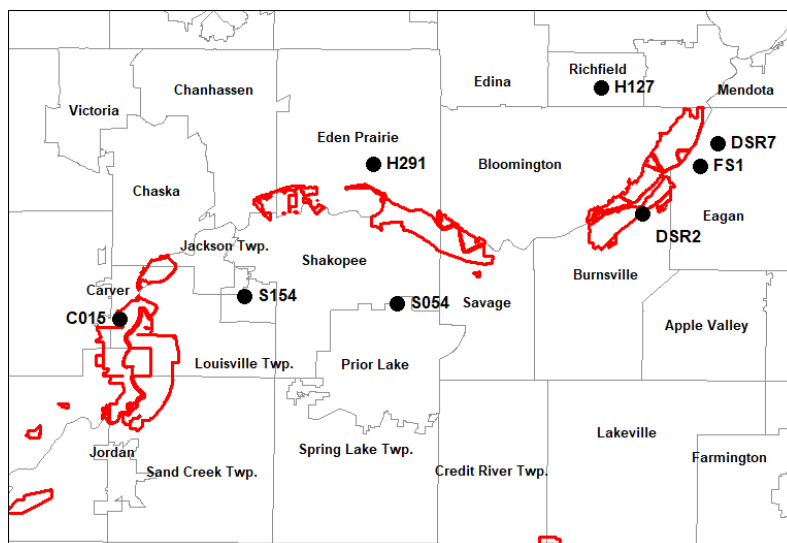 Richfield
Edina
H127
Mendota
Chanhassen
Victoria
Eden Prairie
H291
Bloomington
DSR7
FS1
Chaska
Eagan
DSR2
Jackson Twp.
Shakopee
Burnsville
Carver
S154
S054
Savage
C015
Apple Valley
Louisville Twp.
Prior Lake
Lakeville
Jordan
Sand Creek Twp.
Spring Lake Twp.
Credit River Twp.
Farmington